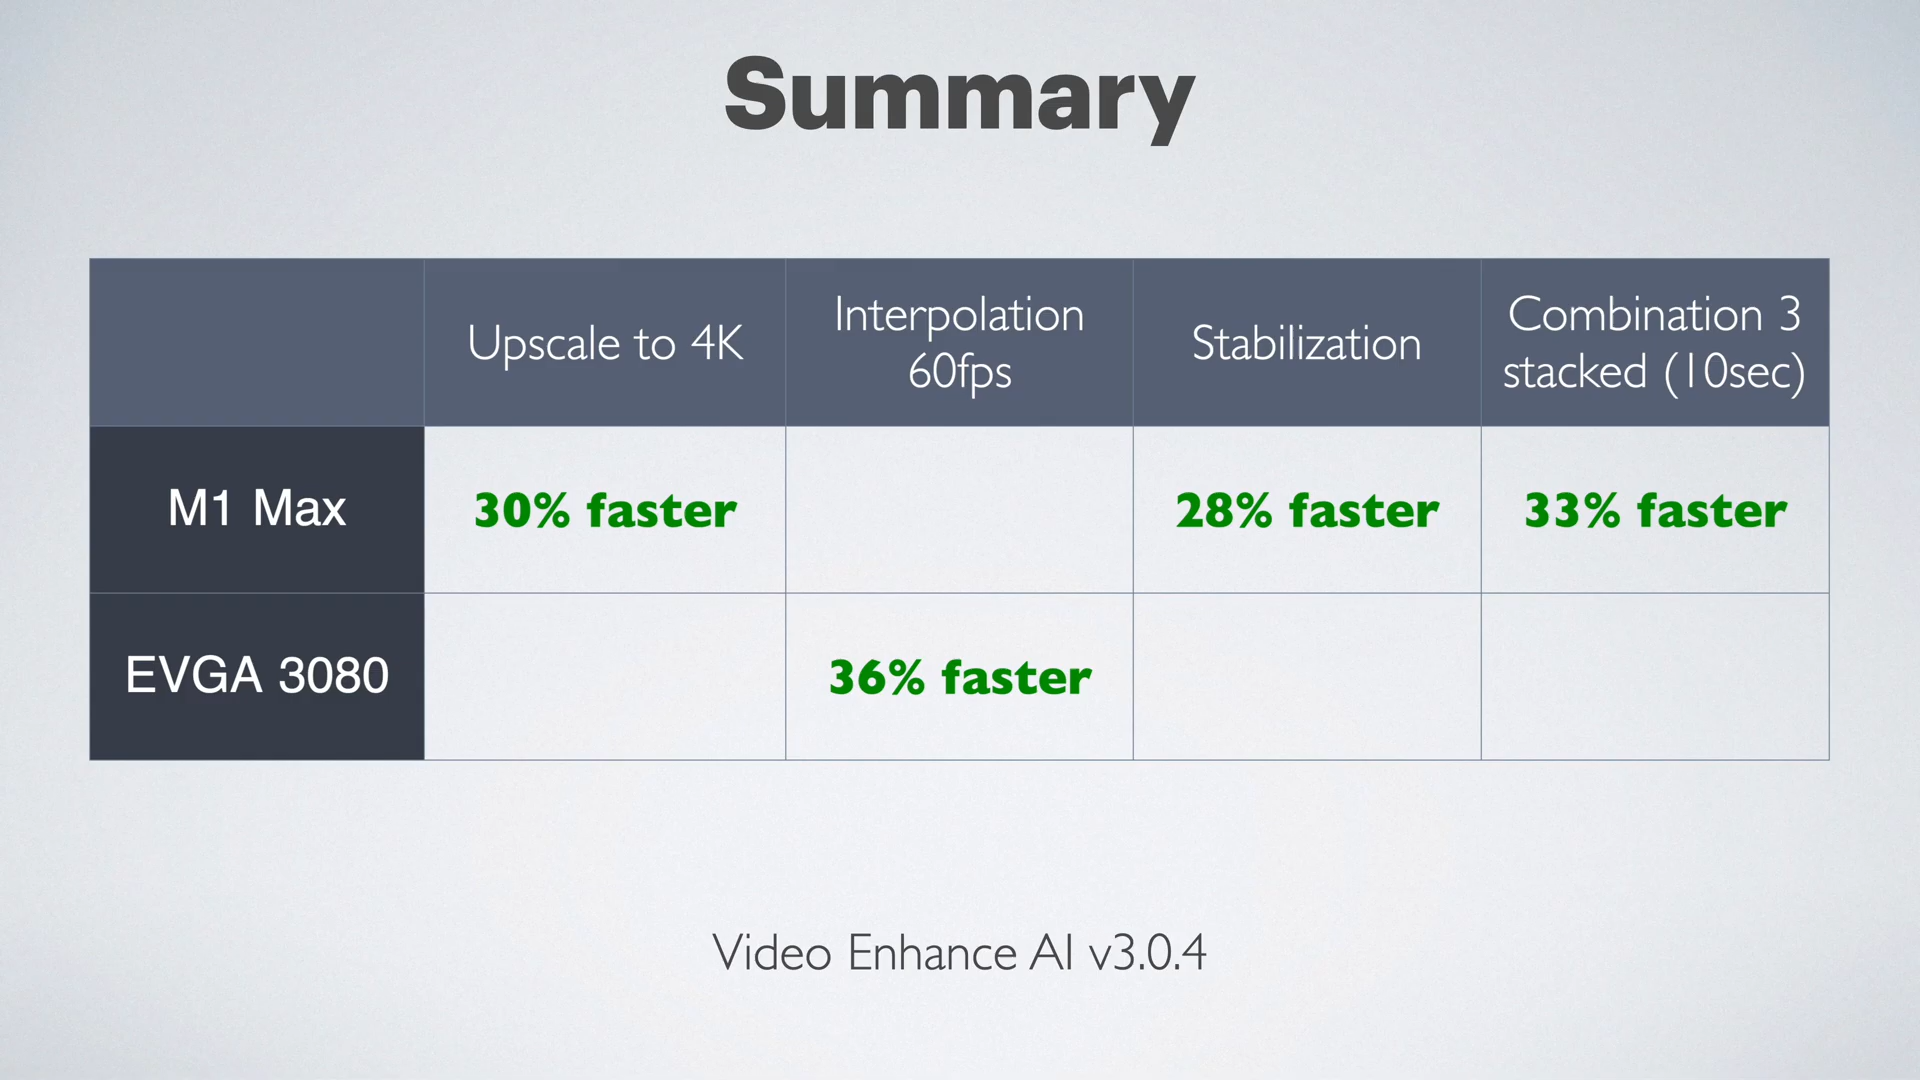 Summary
Upscale to 4K
Interpolation
60fps
Stabilization
Combination 3
stacked (10sec)
M1 Max
30% faster
28% faster
33% faster
EVGA 3080
36% faster
Video Enhance AI v3.0.4